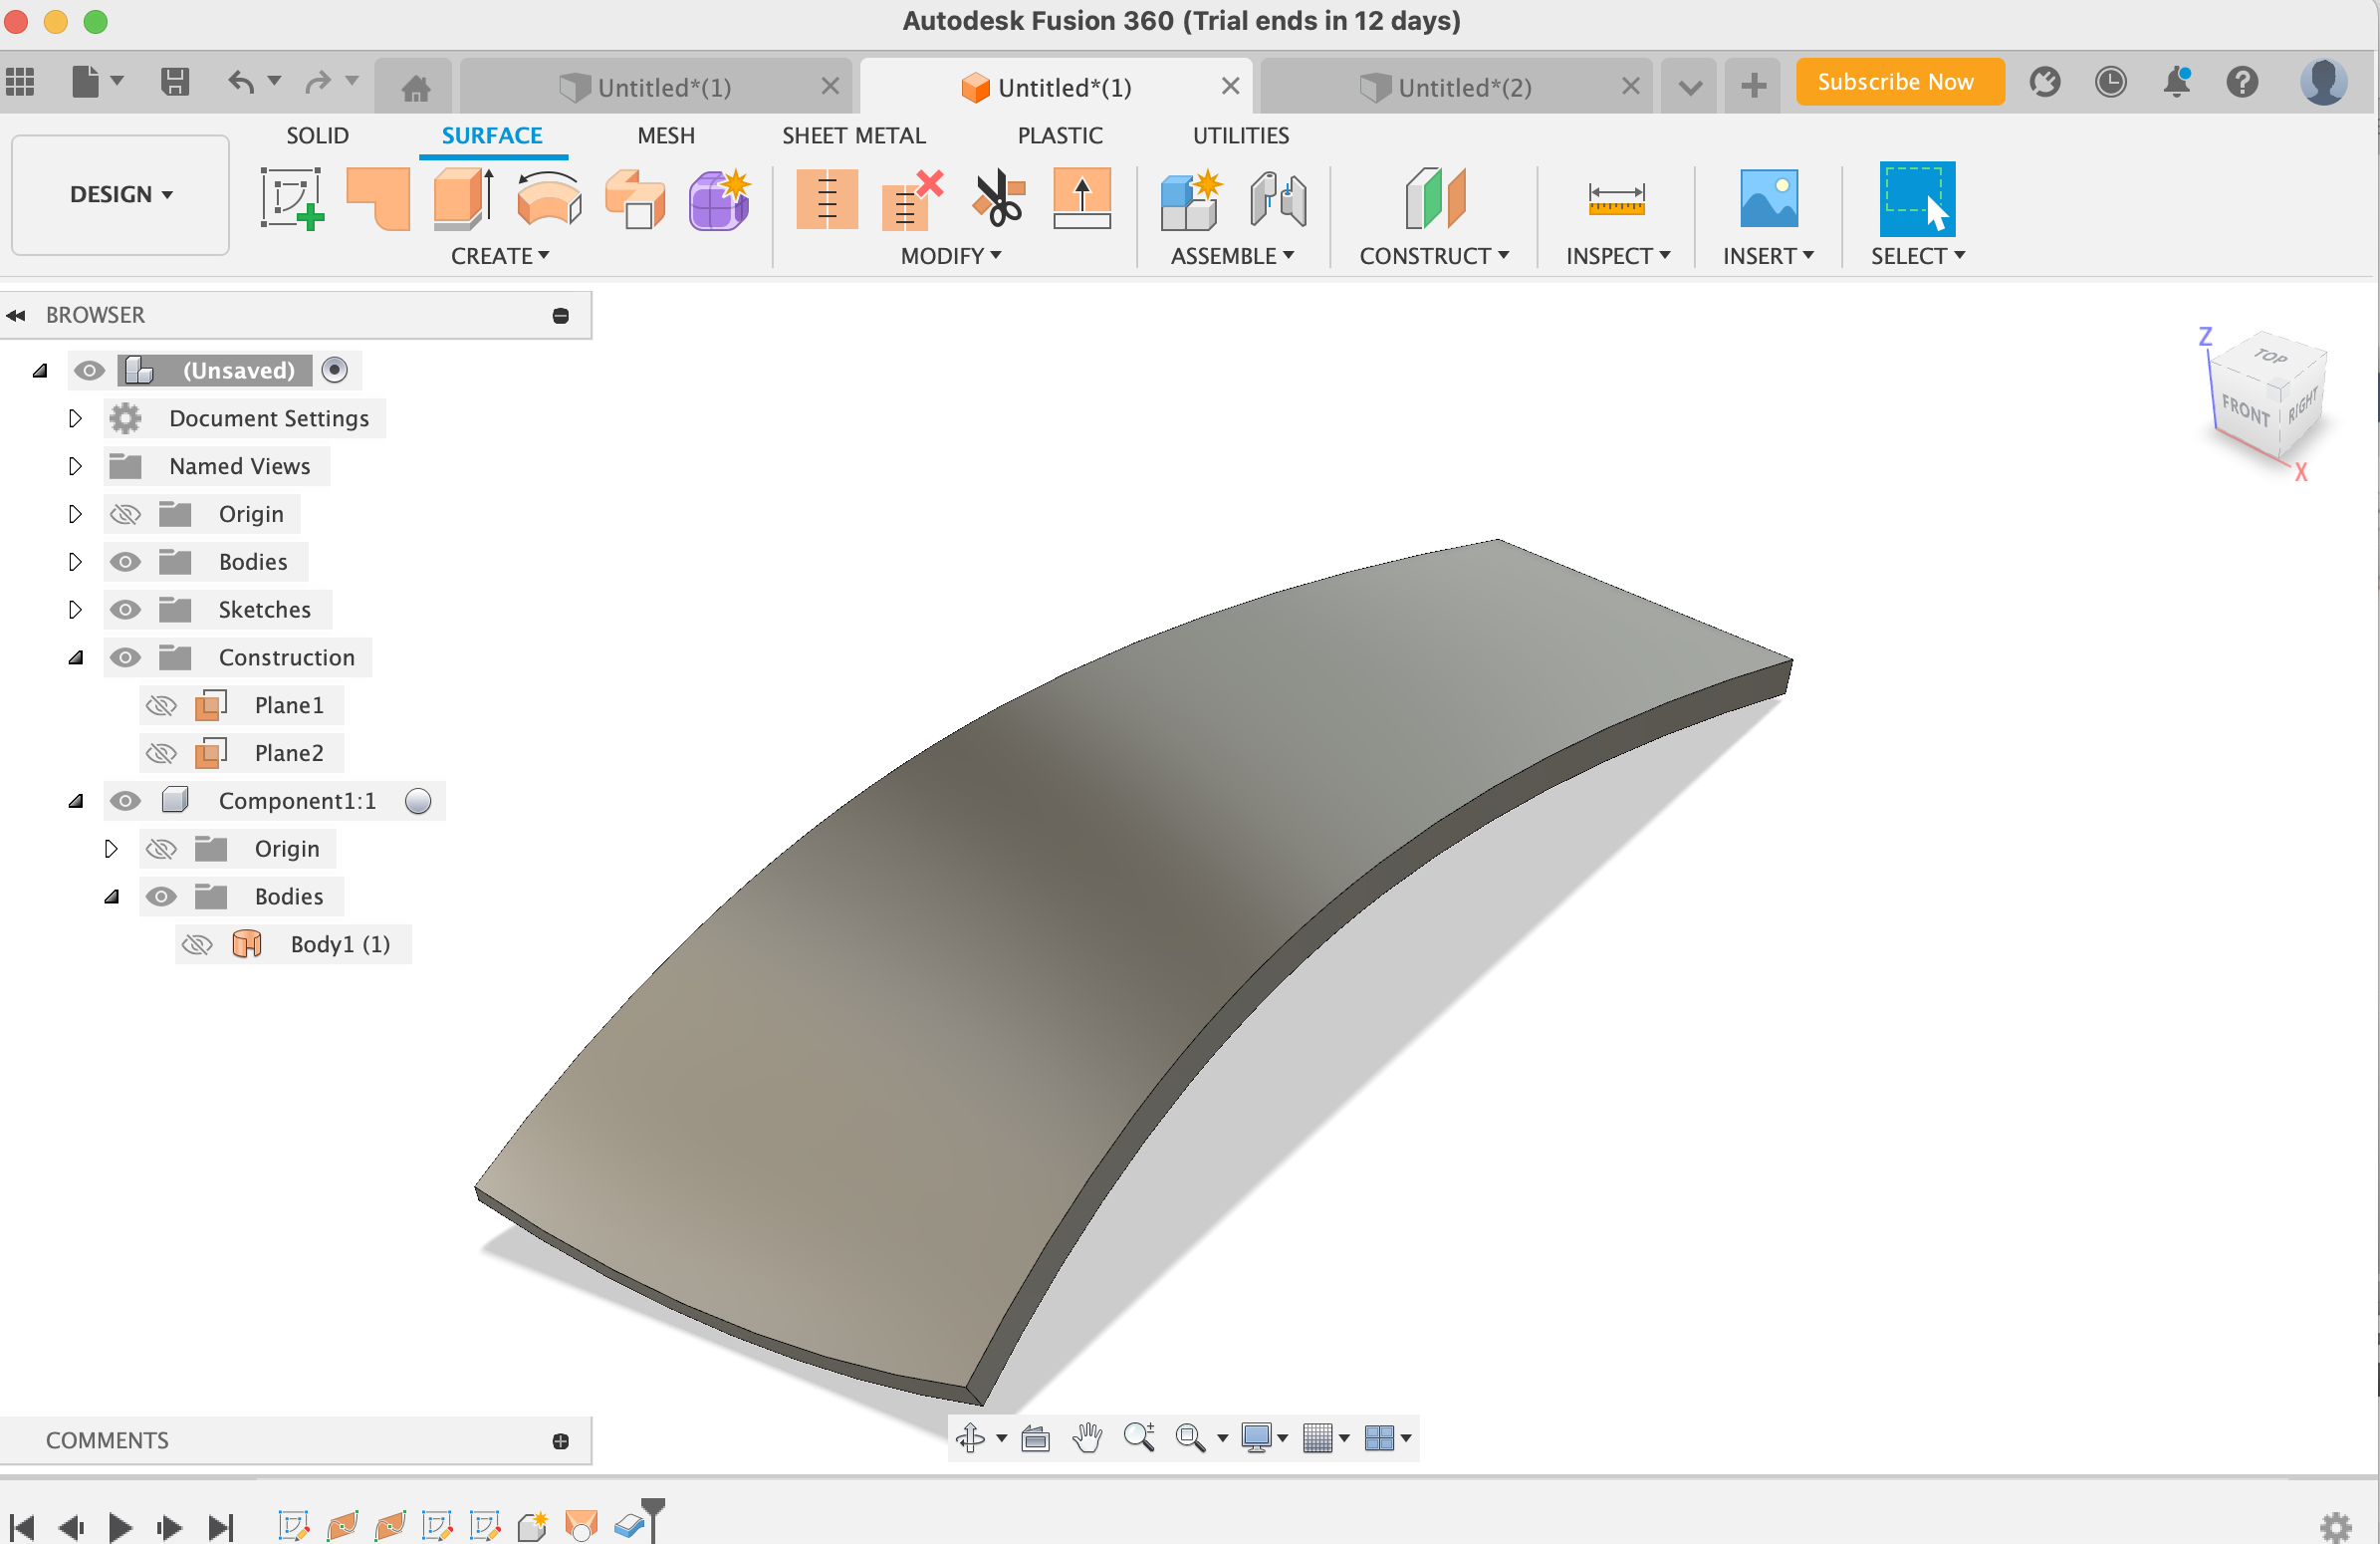 Autodesk Fusion 360 (Trial ends in 12 days)
Untitled*(1)
Untitled*(1)
Untitled*(2)
Subscribe Now
DESIGN
SOLID
SURFACE
MESH
SHEET METAL
PLASTIC
UTILITIES
CREATE
MODIFY
ASSEMBLE
CONSTRUCT
INSPECT
INSERT
SELECT
BROWSER
(Unsaved)
Document Settings
Named Views
Origin
Bodies
Sketches
Construction
Plane1
Plane2
Component1:1
Origin
Bodies
Body1 (1)
Z
TOP
FRONT
RIGHT
X
COMMENTS